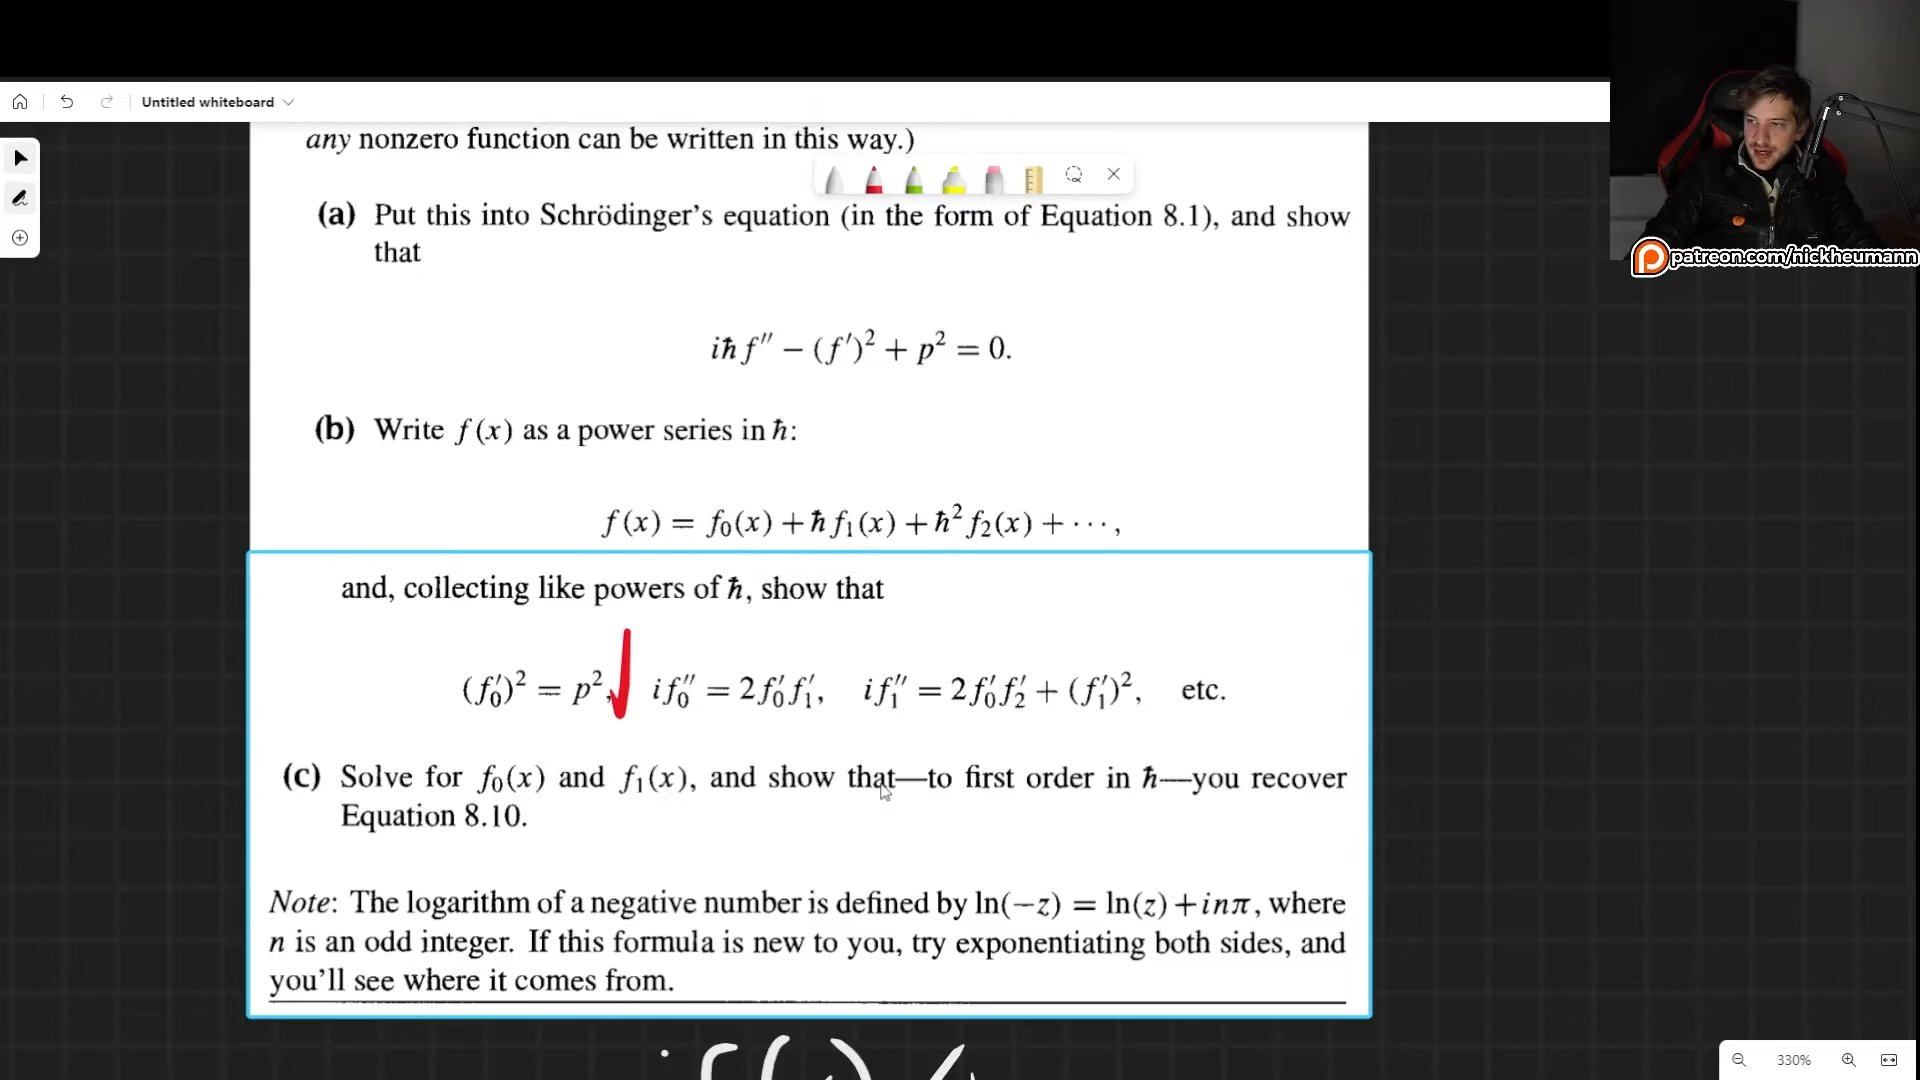 Untitled whiteboard
patreon.com/nickheumann
any nonzero function can be written in this way.)
(a) Put this into Schrödinger’s equation (in the form of Equation 8.1), and show
that
iħf″ − (f′)² + p² = 0.
(b) Write f(x) as a power series in ħ:
f(x) = f₀(x) + ħf₁(x) + ħ²f₂(x) + ···,
and, collecting like powers of ħ, show that
(f₀′)² = p², if₀″ = 2f₀′f₁′, if₁″ = 2f₀′f₂′ + (f₁′)², etc.
(c) Solve for f₀(x) and f₁(x), and show that—to first order in ħ—you recover
Equation 8.10.
Note: The logarithm of a negative number is defined by ln(−z) = ln(z) + inπ, where
n is an odd integer. If this formula is new to you, try exponentiating both sides, and
you’ll see where it comes from.
330%